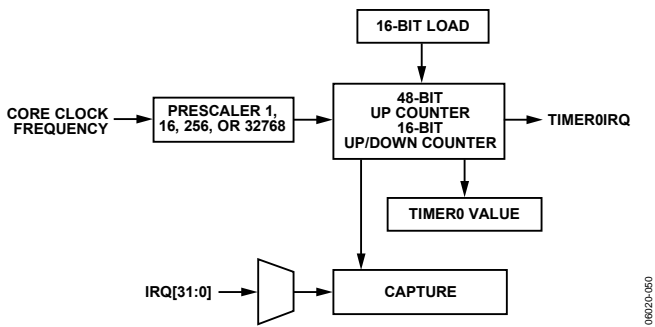 16-BIT LOAD
CORE CLOCK
FREQUENCY
PRESCALER 1,
16, 256, OR 32768
48-BIT
UP COUNTER
16-BIT
UP/DOWN COUNTER
TIMER0IRQ
TIMER0 VALUE
IRQ[31:0]
CAPTURE
06020-050